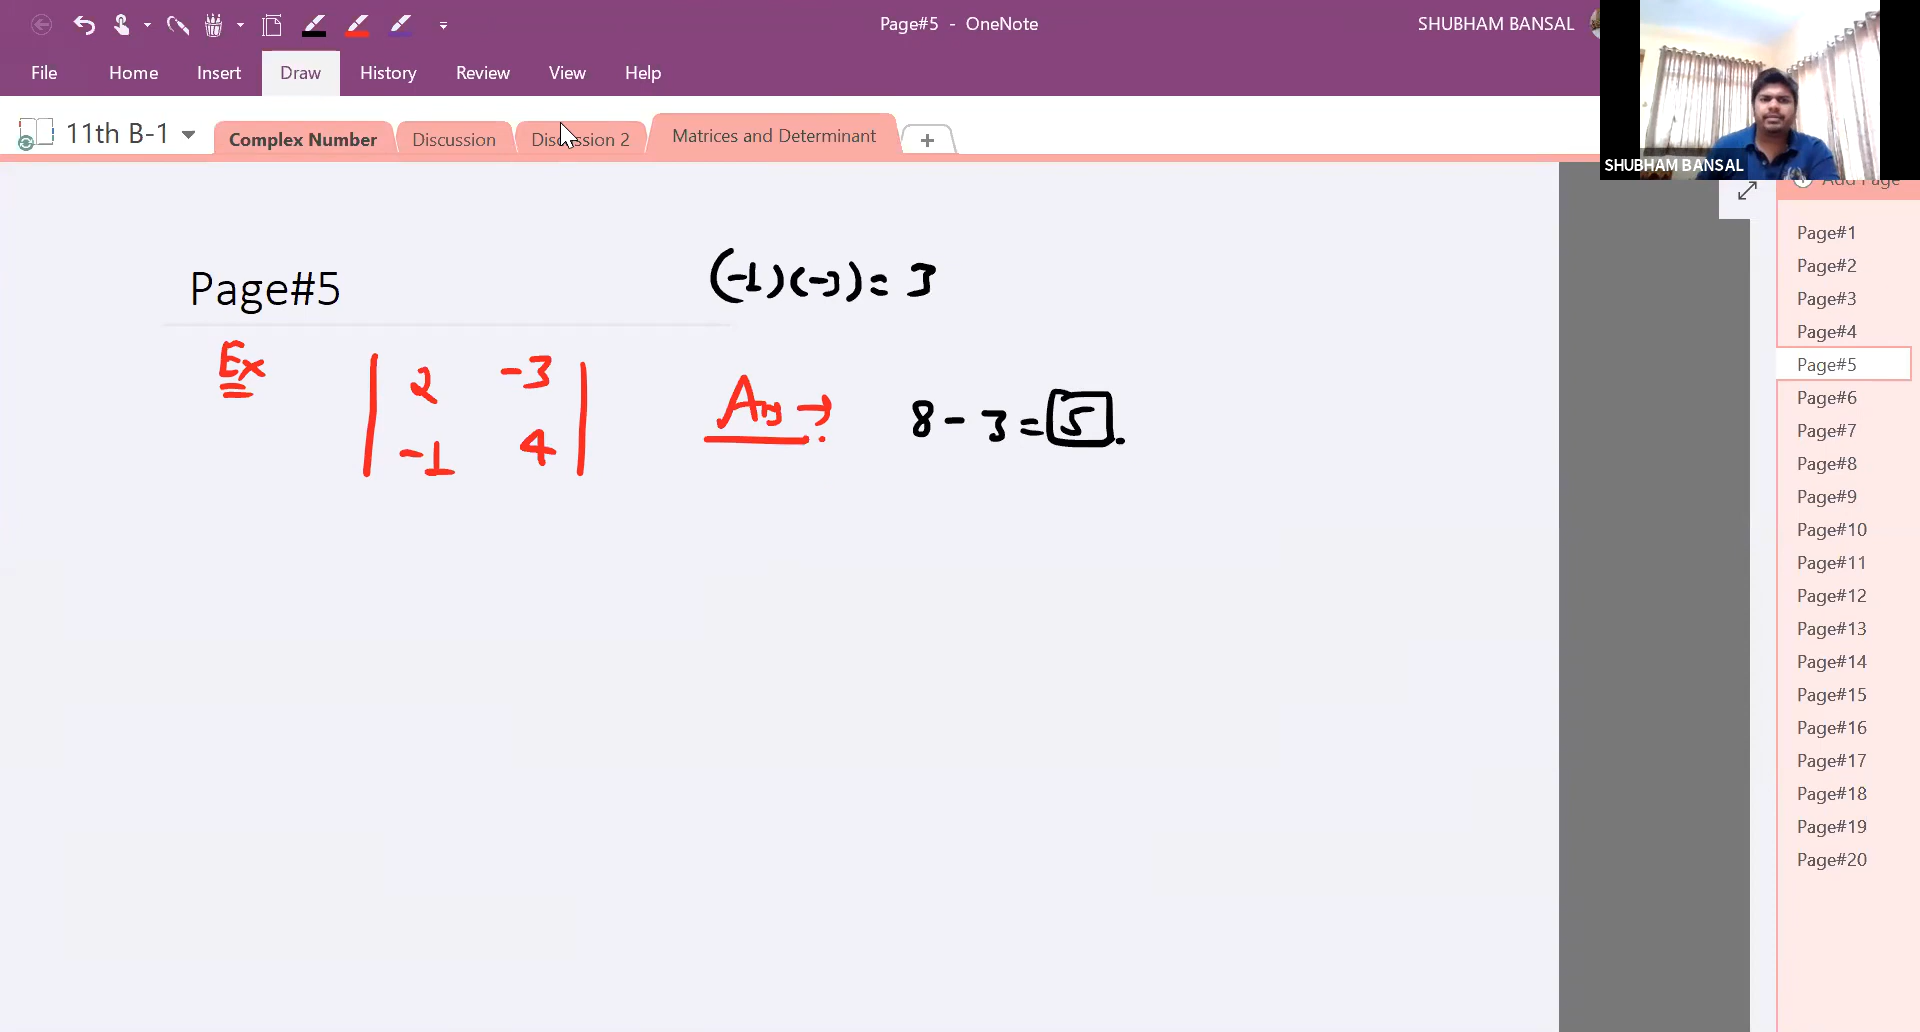 Page#5 - OneNote
SHUBHAM BANSAL
File Home Insert Draw History Review View Help
11th B-1
Complex Number
Discussion
Discussion 2
Matrices and Determinant
+
SHUBHAM BANSAL
Add Page
Page#1
Page#2
Page#3
Page#4
Page#5
Page#6
Page#7
Page#8
Page#9
Page#10
Page#11
Page#12
Page#13
Page#14
Page#15
Page#16
Page#17
Page#18
Page#19
Page#20
Page#5
(-1)(-3) = 3
Ex
2 -3
-1 4
Ans →
8 - 3 = 5.